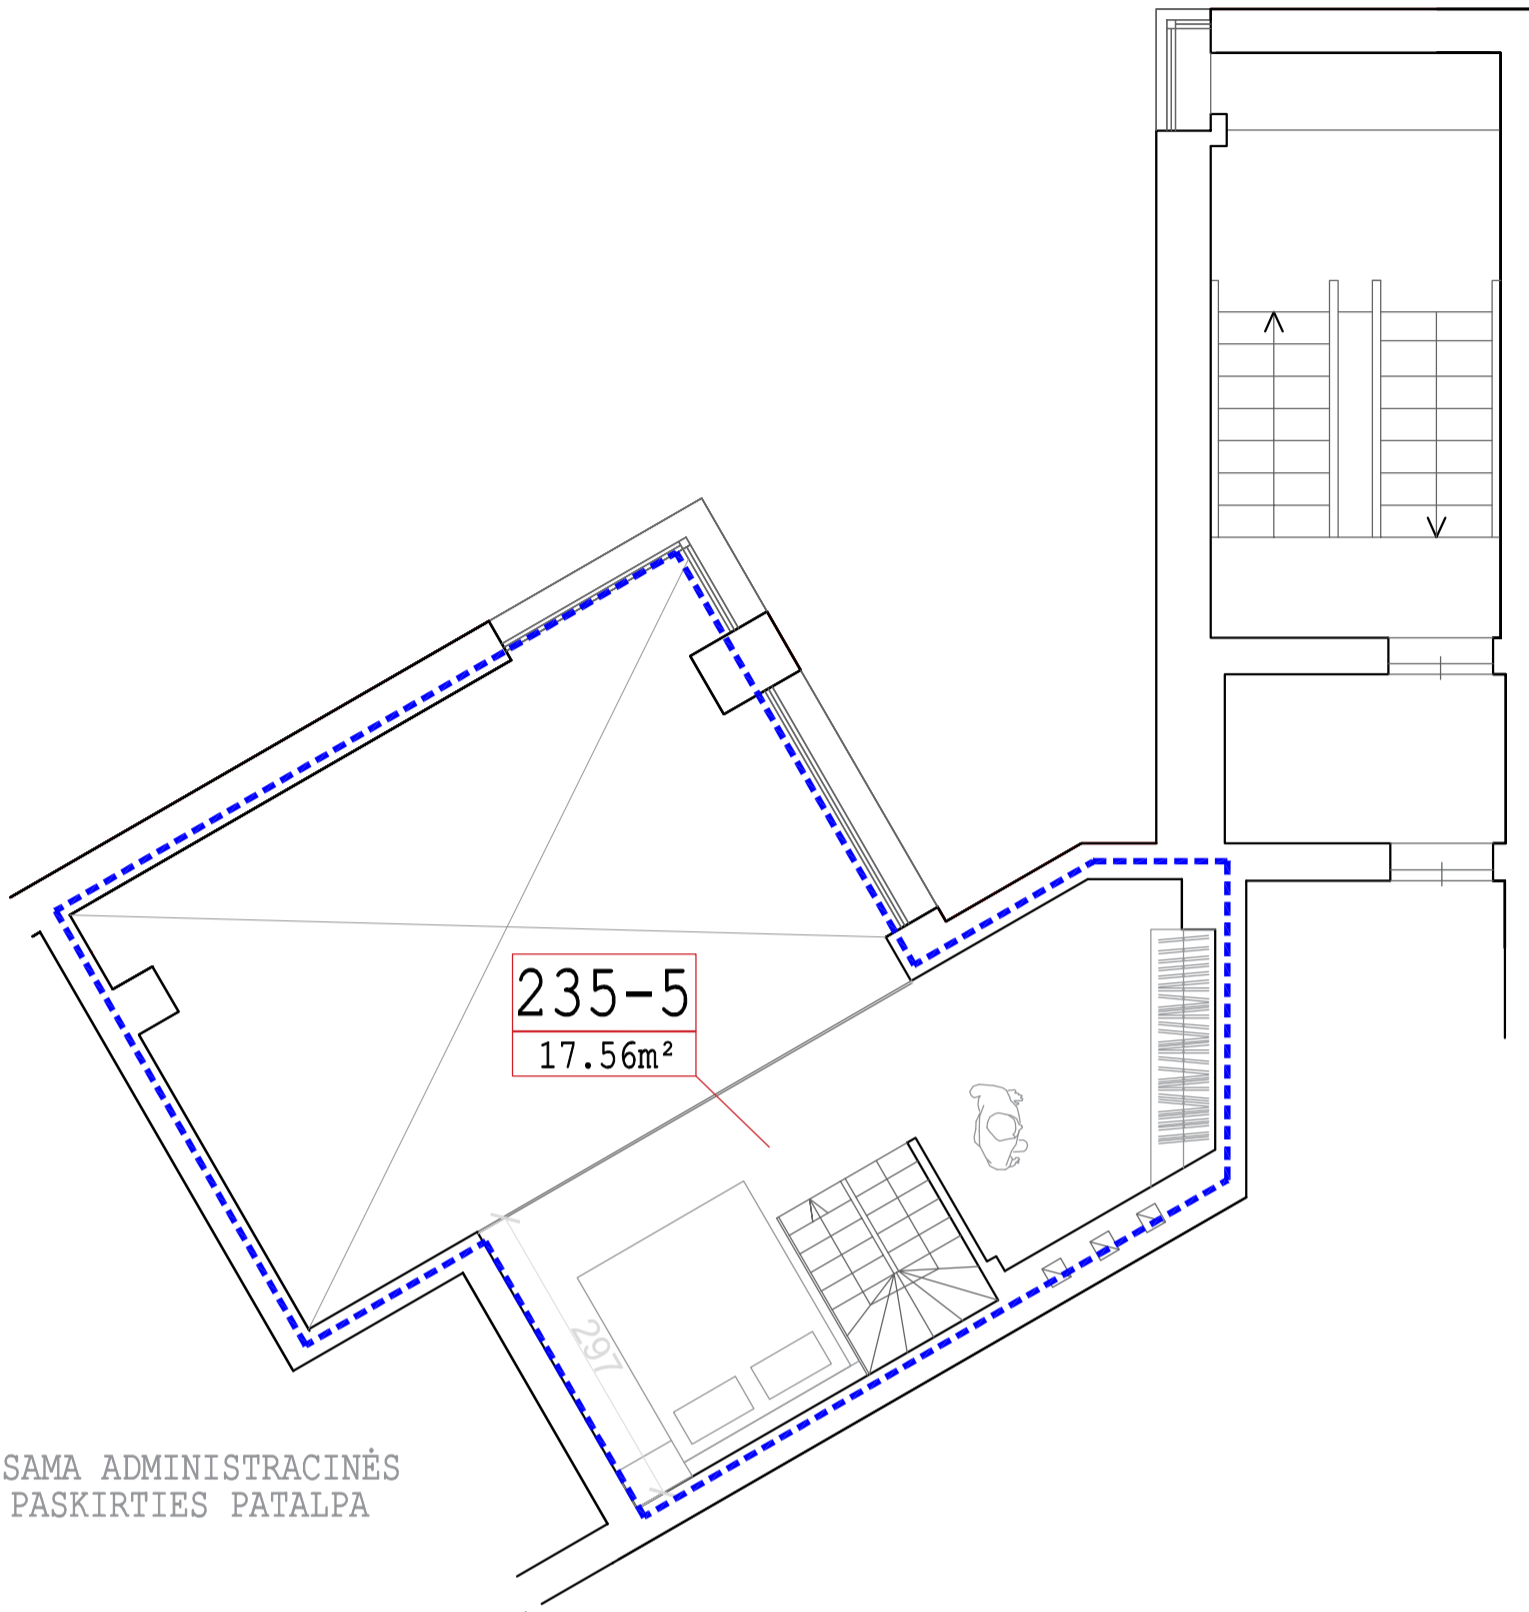 235-5
17.56m²
297
SAMA ADMINISTRACINĖS
PASKIRTIES PATALPA